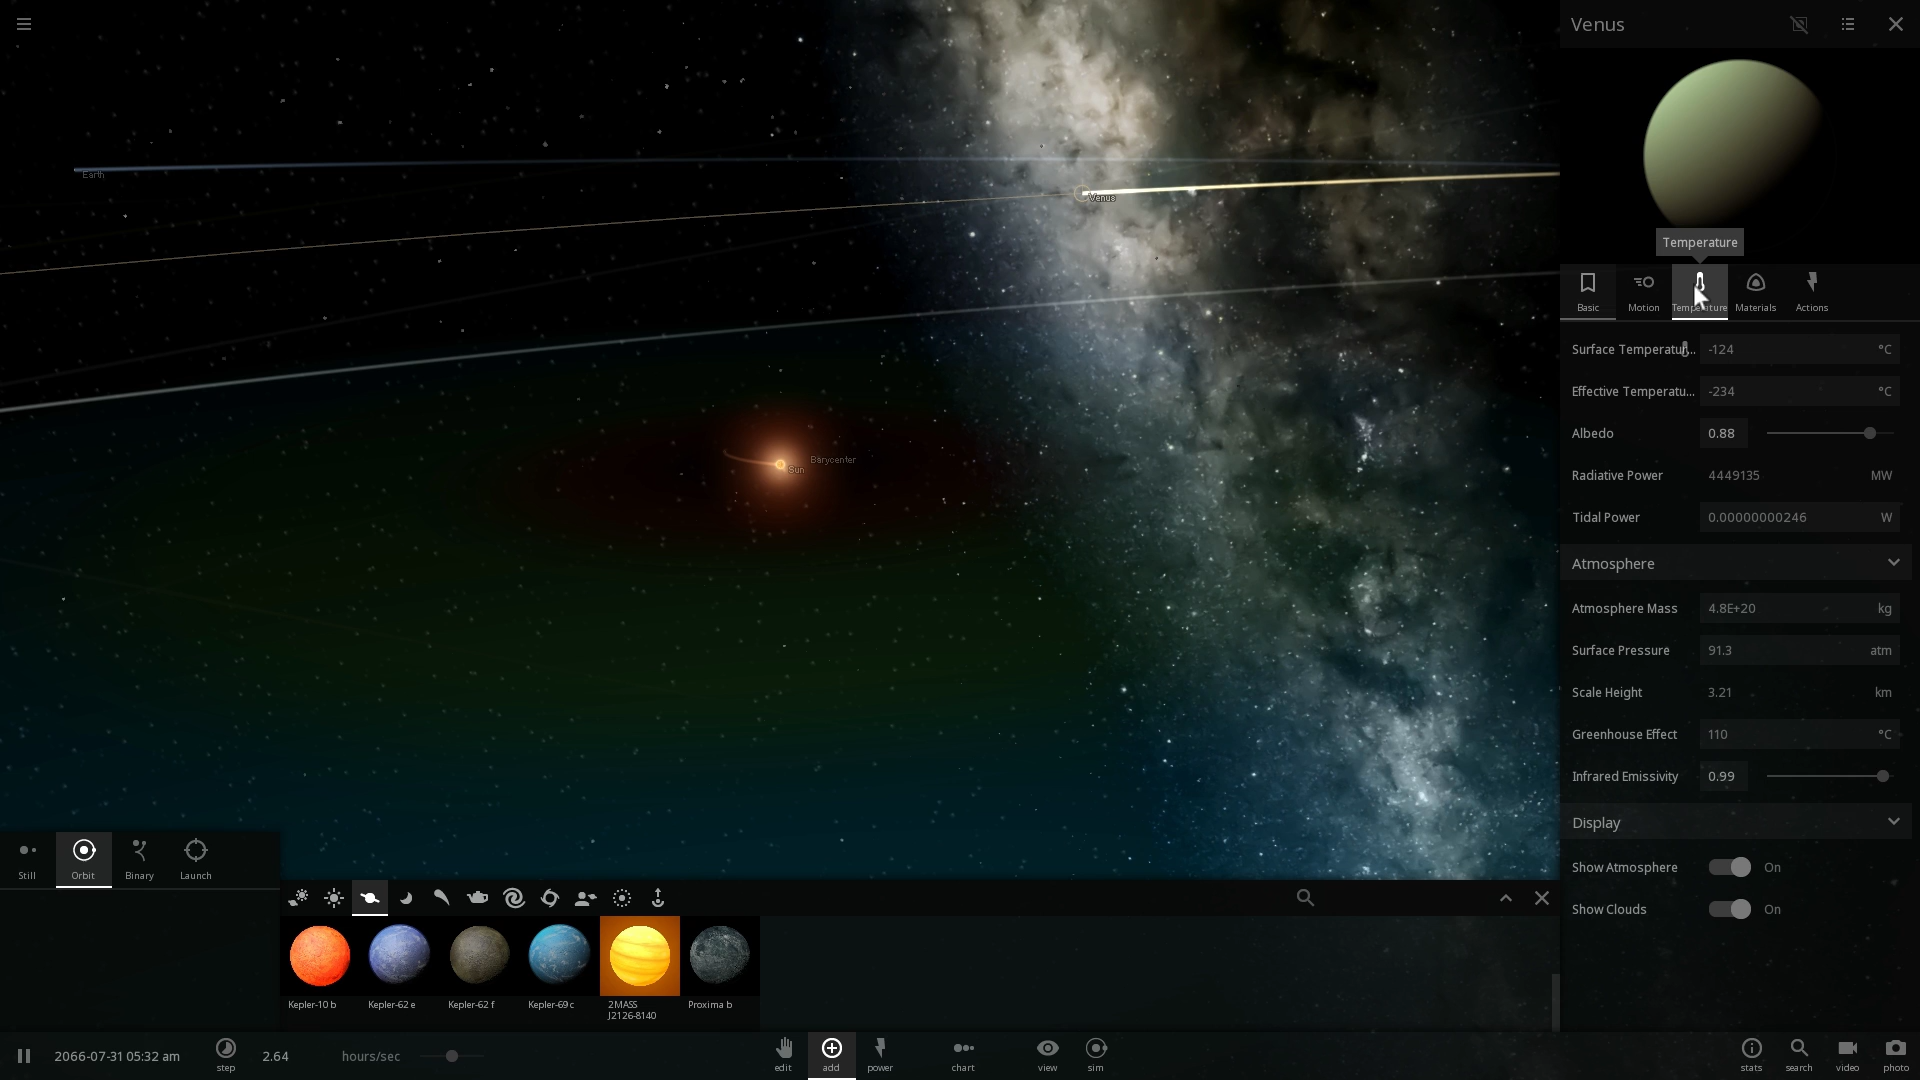 Venus
Earth
Venus
Temperature
Basic
Motion
Temperature
Materials
Actions
Surface Temperatur... -124 °C
Effective Temperatu... -234 °C
Sun
Barycenter
Albedo 0.88
Radiative Power 4449135 MW
Tidal Power 0.00000000246 W
Atmosphere
Atmosphere Mass 4.8E+20 kg
Surface Pressure 91.3 atm
Scale Height 3.21 km
Greenhouse Effect 110 °C
Infrared Emissivity 0.99
Display
Show Atmosphere On
Show Clouds On
Still
Orbit
Binary
Launch
Kepler-10 b
Kepler-62 e
Kepler-62 f
Kepler-69 c
2MASS
J2126-8140
Proxima b
2066-07-31 05:32 am
step
2.64 hours/sec
edit
add
power
chart
view
sim
stats
search
video
photo